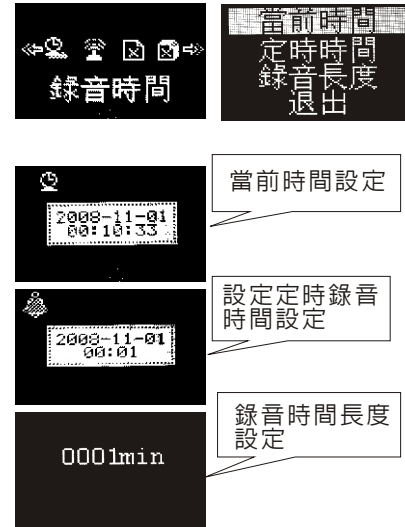 錄音時間
當前時間
定時時間
錄音長度
退出
當前時間設定
2008-11-01
00:10:33
設定定時錄音
時間設定
2008-11-01
00:01
錄音時間長度
設定
0001min